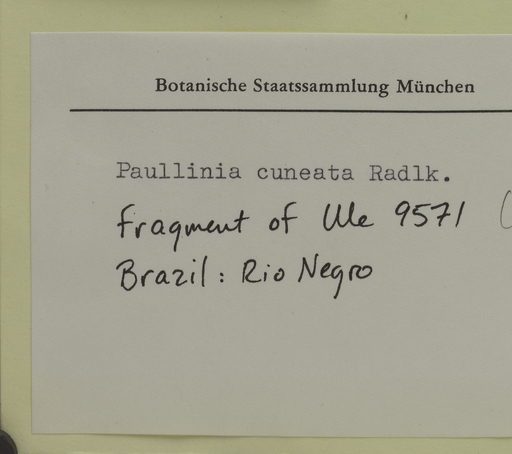 Botanische Staatssammlung München
Paullinia cuneata Radlk.
Fragment of Ule 9571 (
Brazil: Rio Negro